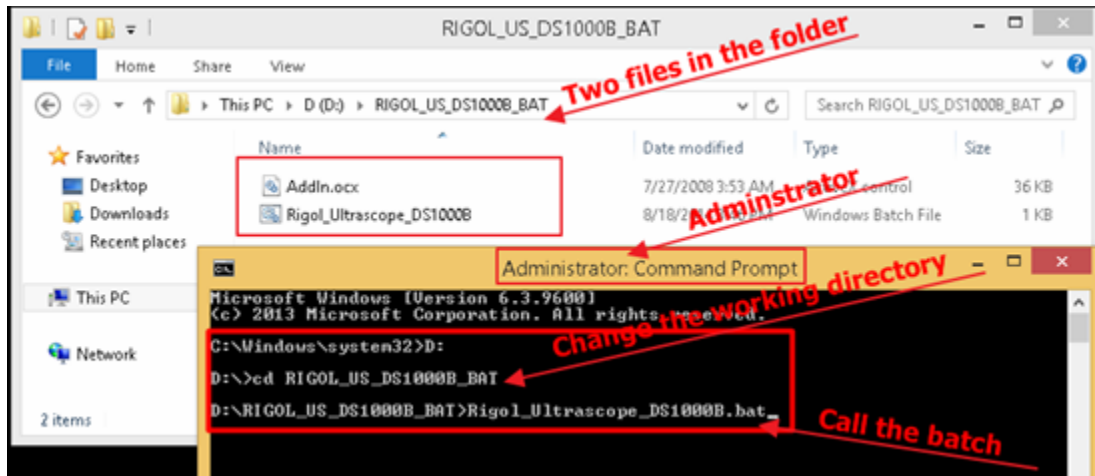 RIGOL_US_DS1000B_BAT
File Home Share View
This PC D (D:) RIGOL_US_DS1000B_BAT Search RIGOL_US_DS1000B_BAT
Two files in the folder
Name Date modified Type Size
Favorites
Desktop
Downloads
Recent places
This PC
Network
2 items
AddIn.ocx 7/27/2008 3:53 AM control 36 KB
Rigol_Ultrascope_DS1000B Windows Batch File 1 KB
Adminstrator
Administrator: Command Prompt
Microsoft Windows [Version 6.3.9600]
(c) 2013 Microsoft Corporation. All rights reserved.
C:\Windows\system32>D:
D:\>cd RIGOL_US_DS1000B_BAT
D:\RIGOL_US_DS1000B_BAT>Rigol_Ultrascope_DS1000B.bat_
Change the working directory
Call the batch